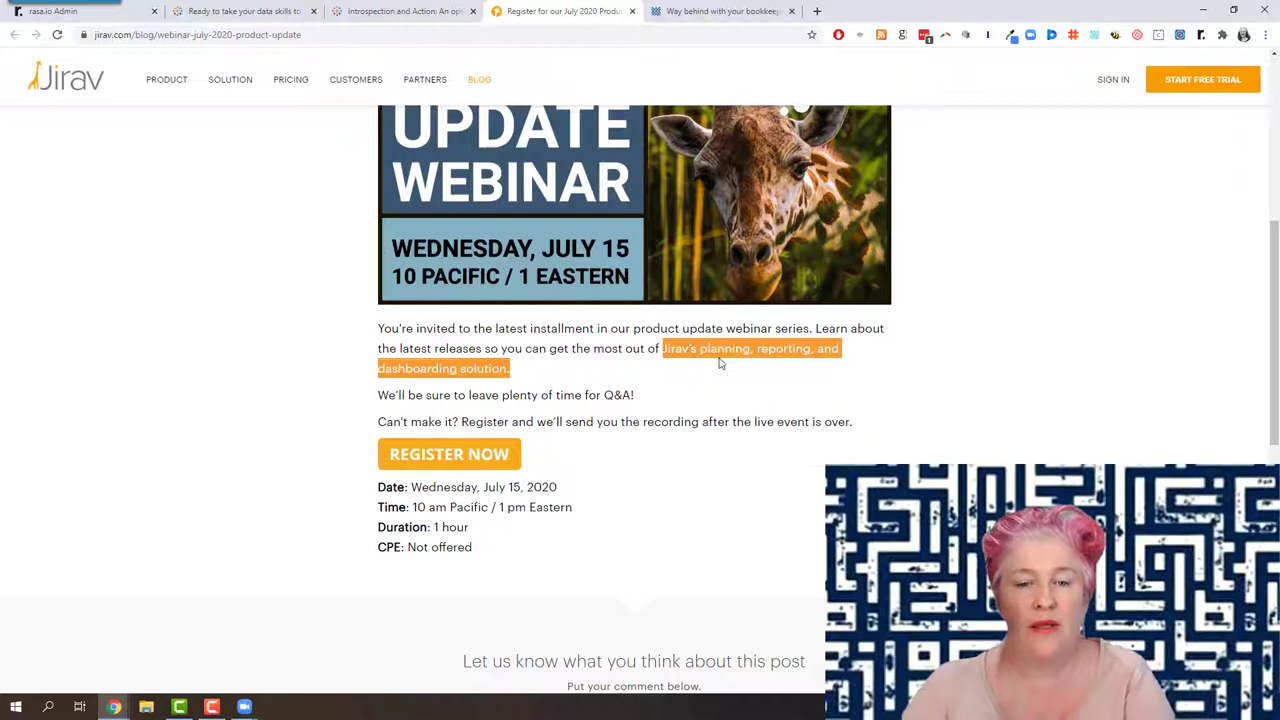 rasa.io Admin
Ready to take your data skills to
Introspection and Action: An op
Register for our July 2020 Produ
Way behind with your bookkeep
jirav.com/blog/webinar-july-2020-product-update
Jirav
PRODUCT
SOLUTION
PRICING
CUSTOMERS
PARTNERS
BLOG
SIGN IN
START FREE TRIAL
UPDATE
WEBINAR
WEDNESDAY, JULY 15
10 PACIFIC / 1 EASTERN
You're invited to the latest installment in our product update webinar series. Learn about
the latest releases so you can get the most out of Jirav's planning, reporting, and
dashboarding solution.
We'll be sure to leave plenty of time for Q&A!
Can't make it? Register and we'll send you the recording after the live event is over.
REGISTER NOW
Date: Wednesday, July 15, 2020
Time: 10 am Pacific / 1 pm Eastern
Duration: 1 hour
CPE: Not offered
Let us know what you think about this post
Put your comment below.